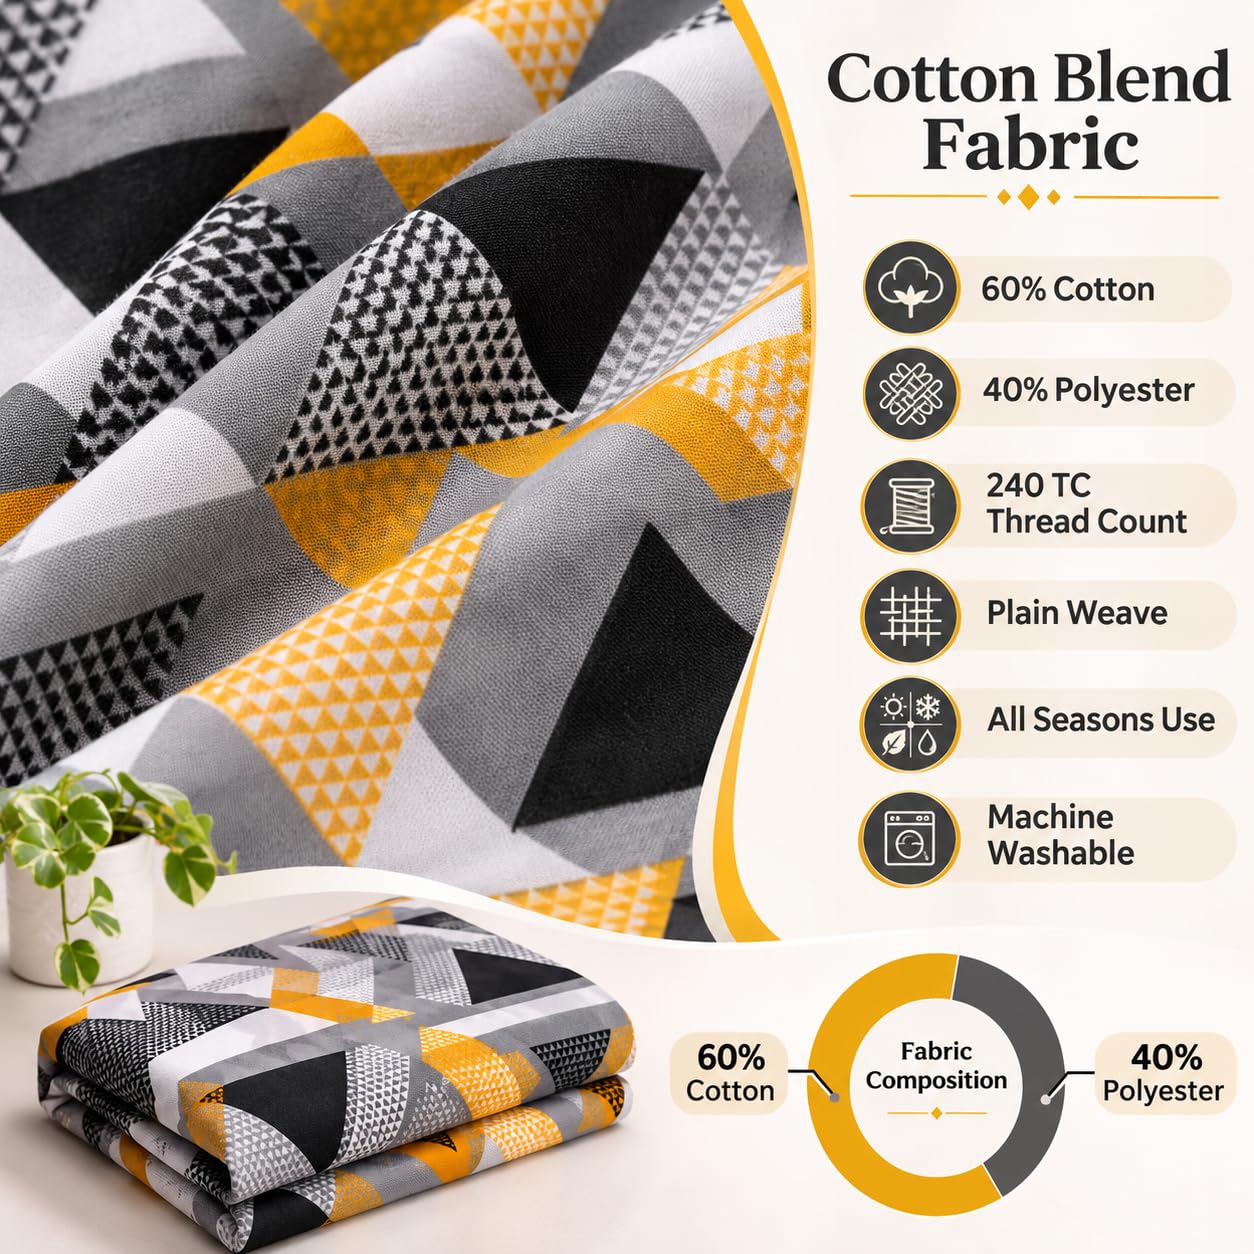 Cotton Blend
Fabric
60% Cotton
40% Polyester
240 TC
Thread Count
Plain Weave
All Seasons Use
Machine
Washable
60%
Cotton
Fabric
Composition
40%
Polyester